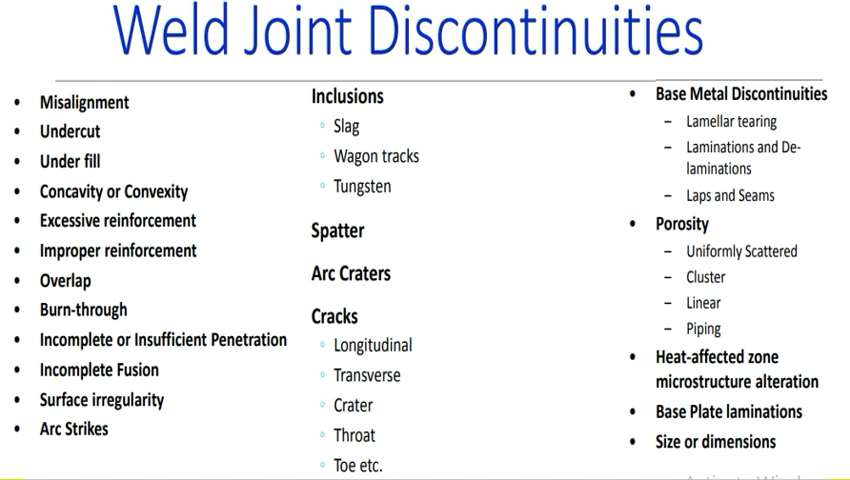 Weld Joint Discontinuities
• Misalignment
• Undercut
• Under fill
• Concavity or Convexity
• Excessive reinforcement
• Improper reinforcement
• Overlap
• Burn-through
• Incomplete or Insufficient Penetration
• Incomplete Fusion
• Surface irregularity
• Arc Strikes
Inclusions
◦ Slag
◦ Wagon tracks
◦ Tungsten
Spatter
Arc Craters
Cracks
◦ Longitudinal
◦ Transverse
◦ Crater
◦ Throat
◦ Toe etc.
• Base Metal Discontinuities
– Lamellar tearing
– Laminations and De-
laminations
– Laps and Seams
• Porosity
– Uniformly Scattered
– Cluster
– Linear
– Piping
• Heat-affected zone
microstructure alteration
• Base Plate laminations
• Size or dimensions